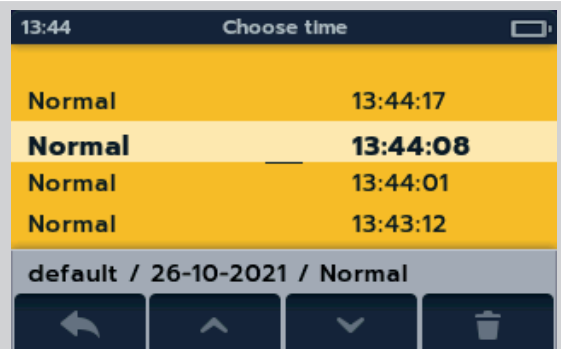 13:44 Choose time
Normal 13:44:17
Normal 13:44:08
Normal 13:44:01
Normal 13:43:12
default / 26-10-2021 / Normal